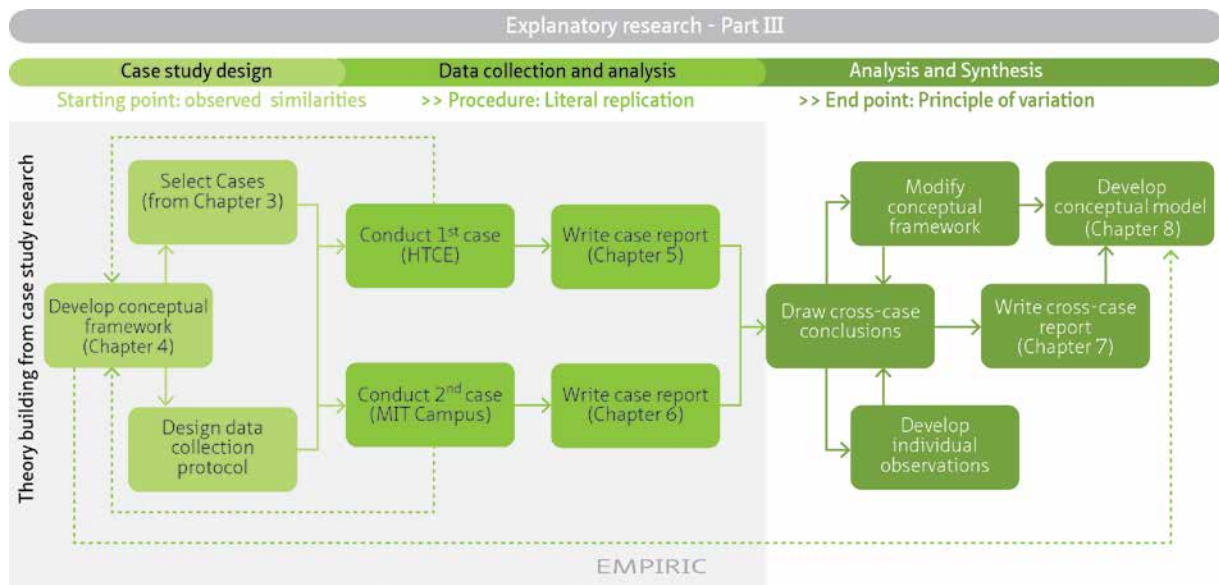 Explanatory research - Part III
Case study design
Data collection and analysis
Analysis and Synthesis
Starting point: observed similarities
>> Procedure: Literal replication
>> End point: Principle of variation
Theory building from case study research
Select Cases
(from Chapter 3)
Develop conceptual
framework
(Chapter 4)
Design data
collection
protocol
Conduct 1st case
(HTCE)
Write case report
(Chapter 5)
Conduct 2nd case
(MIT Campus)
Write case report
(Chapter 6)
Modify
conceptual
framework
Develop
conceptual model
(Chapter 8)
Draw cross-case
conclusions
Write cross-case
report
(Chapter 7)
Develop
individual
observations
EMPIRIC